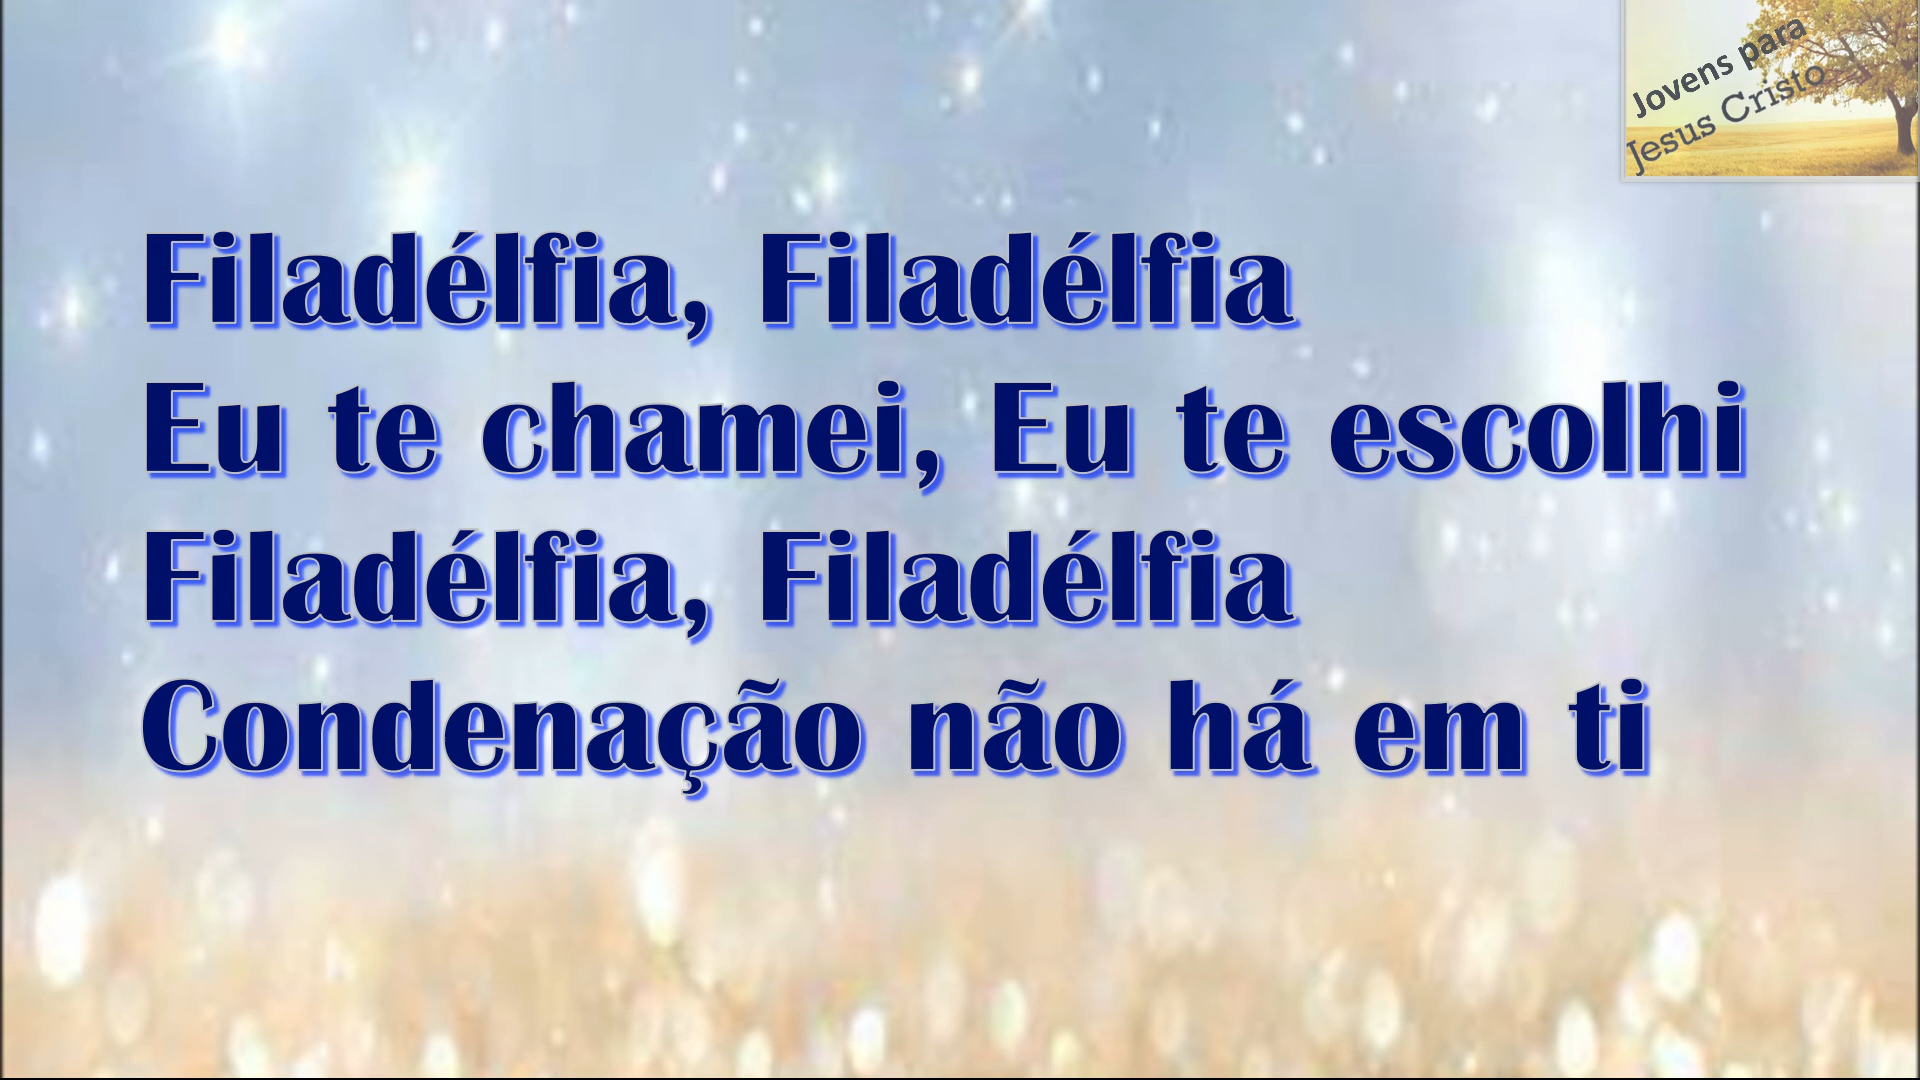 Jovens para
Jesus Cristo
Filadélfia, Filadélfia
Eu te chamei, Eu te escolhi
Filadélfia, Filadélfia
Condenação não há em ti